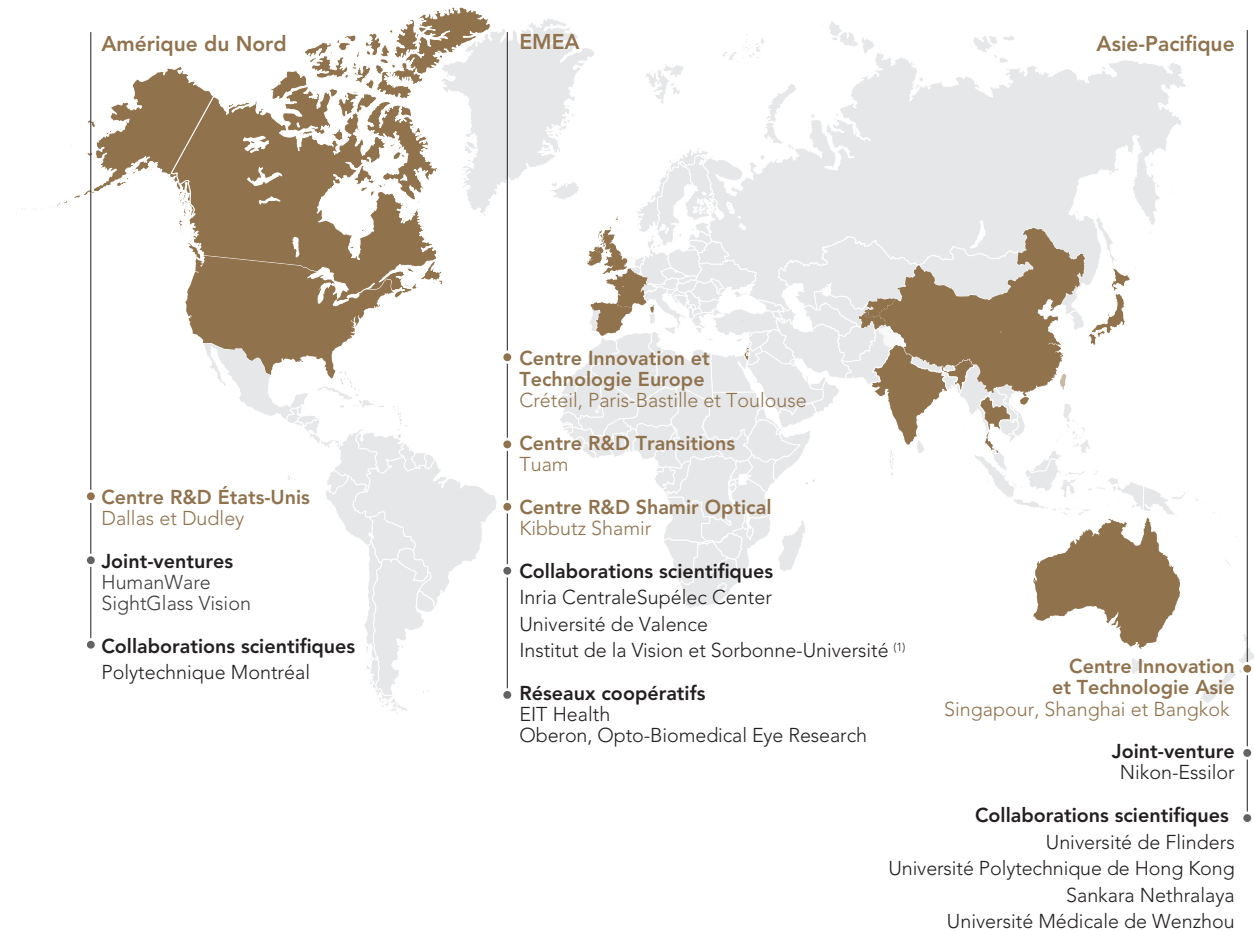 Amérique du Nord
Centre R&D États-Unis
Dallas et Dudley
Joint-ventures
HumanWare
SightGlass Vision
Collaborations scientifiques
Polytechnique Montréal
EMEA
Centre Innovation et
Technologie Europe
Créteil, Paris-Bastille et Toulouse
Centre R&D Transitions
Tuam
Centre R&D Shamir Optical
Kibbutz Shamir
Collaborations scientifiques
Inria CentraleSupélec Center
Université de Valence
Institut de la Vision et Sorbonne-Université (1)
Réseaux coopératifs
EIT Health
Oberon, Opto-Biomedical Eye Research
Asie-Pacifique
Centre Innovation
et Technologie Asie
Singapour, Shanghai et Bangkok
Joint-venture
Nikon-Essilor
Collaborations scientifiques
Université de Flinders
Université Polytechnique de Hong Kong
Sankara Nethralaya
Université Médicale de Wenzhou